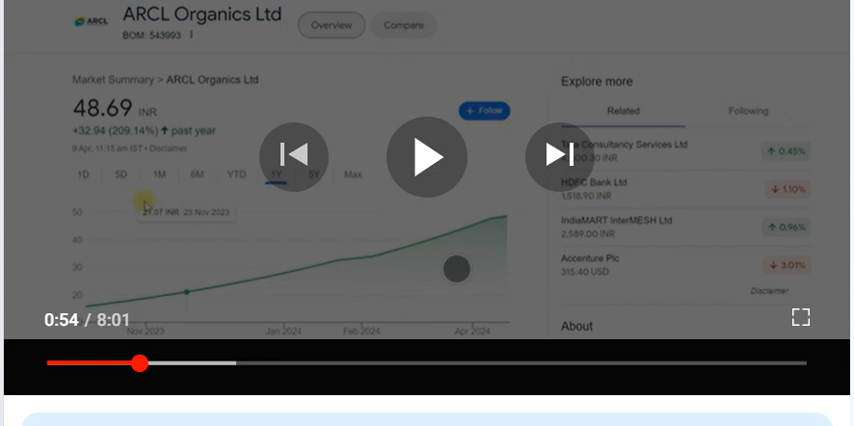 ARCL
ARCL Organics Ltd
BOM: 543993
Overview
Compare
Market Summary > ARCL Organics Ltd
48.69 INR
+ Follow
+32.94 (209.14%) ↑ past year
9 Apr, 11:15 am IST • Disclaimer
1D 5D 1M 6M YTD 1Y 5Y Max
50
21.07 INR 23 Nov 2023
40
30
20
Nov 2023 Jan 2024 Feb 2024 Apr 2024
Explore more
Related Following
Tata Consultancy Services Ltd
↑ 0.45%
HDFC Bank Ltd
1,518.90 INR
↓ 1.10%
IndiaMART InterMESH Ltd
2,589.00 INR
↑ 0.96%
Accenture Plc
315.40 USD
↓ 3.01%
Disclaimer
About
0:54 / 8:01